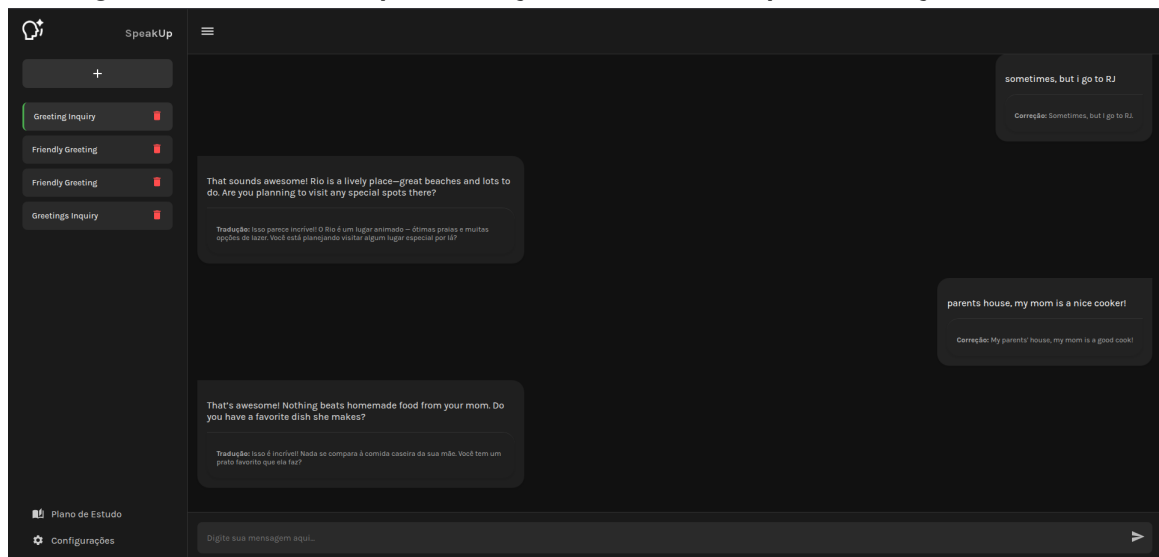 SpeakUp
+
Greeting Inquiry
Friendly Greeting
Friendly Greeting
Greetings Inquiry
Plano de Estudo
Configurações
sometimes, but i go to RJ
Correção: Sometimes, but I go to RJ.
That sounds awesome! Rio is a lively place—great beaches and lots to
do. Are you planning to visit any special spots there?
Tradução: Isso parece incrível! O Rio é um lugar animado — ótimas praias e muitas
opções de lazer. Você está planejando visitar algum lugar especial por lá?
parents house, my mom is a nice cooker!
Correção: My parents' house, my mom is a good cook!
That's awesome! Nothing beats homemade food from your mom. Do
you have a favorite dish she makes?
Tradução: Isso é incrível! Nada se compara à comida caseira da sua mãe. Você tem um
prato favorito que ela faz?
Digite sua mensagem aqui...